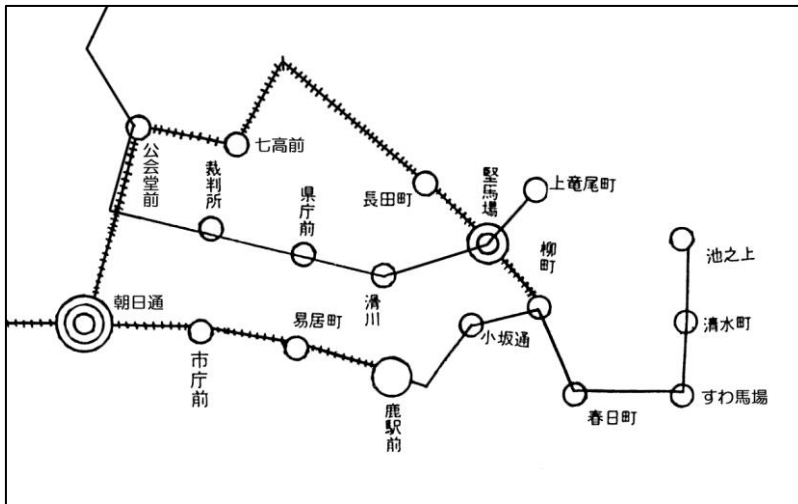 公会堂前
七高前
裁判所
県庁前
長田町
竪馬場
上竜尾町
柳町
池之上
滑川
朝日通
易居町
市庁前
鹿駅前
小坂通
清水町
春日町
すわ馬場